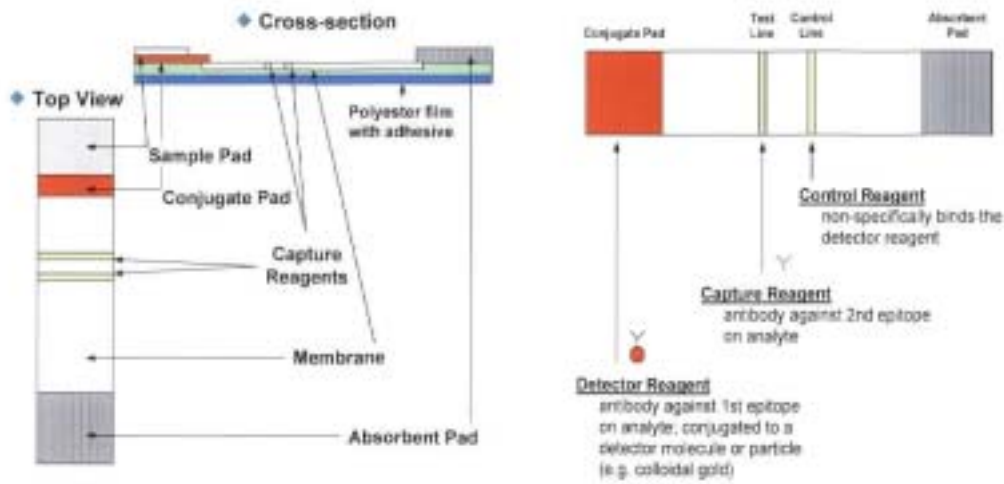 Cross-section
Polyester film
with adhesive
Top View
Sample Pad
Conjugate Pad
Capture
Reagents
Membrane
Absorbent Pad
Conjugate Pad
Test
Line
Control
Line
Absorbent
Pad
Control Reagent
non-specifically binds the
detector reagent
Capture Reagent
antibody against 2nd epitope
on analyte
Detector Reagent
antibody against 1st epitope
on analyte, conjugated to a
detector molecule or particle
(e.g. colloidal gold)